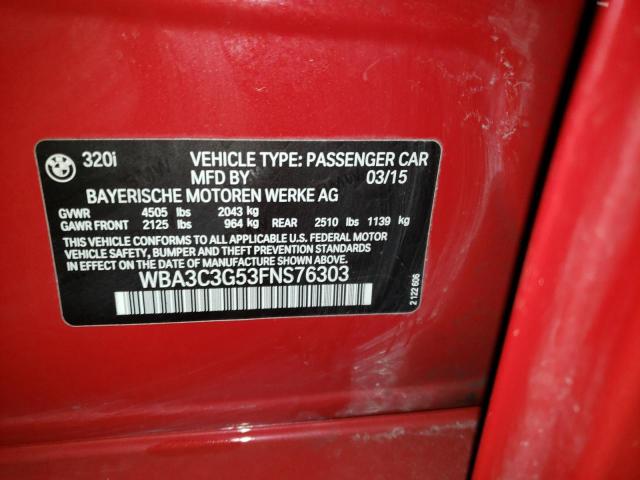 320i VEHICLE TYPE: PASSENGER CAR
MFD BY 03/15
BAYERISCHE MOTOREN WERKE AG
GVWR 4505 lbs 2043 kg
GAWR FRONT 2125 lbs 964 kg REAR 2510 lbs 1139 kg
THIS VEHICLE CONFORMS TO ALL APPLICABLE U.S. FEDERAL MOTOR
VEHICLE SAFETY, BUMPER AND THEFT PREVENTION STANDARDS
IN EFFECT ON THE DATE OF MANUFACTURE SHOWN ABOVE.
WBA3C3G53FNS76303
2 122 606